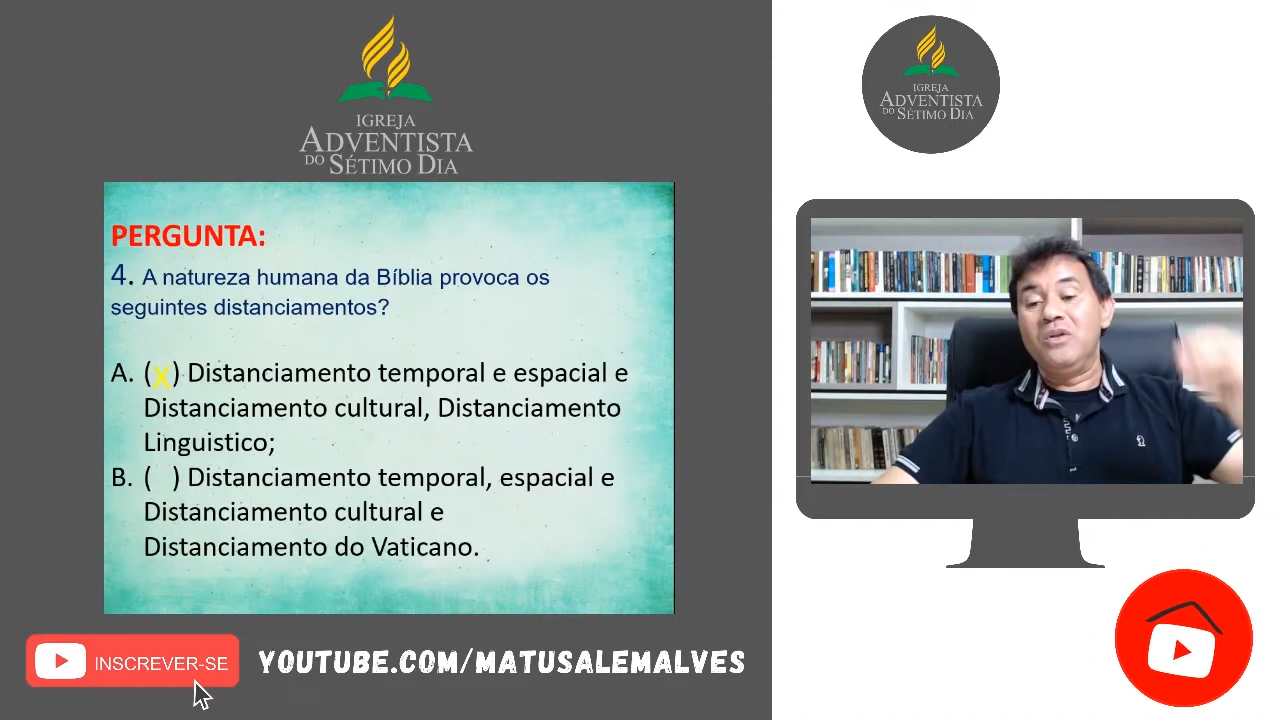 IGREJA
ADVENTISTA
DO SÉTIMO DIA
PERGUNTA:
4. A natureza humana da Bíblia provoca os
seguintes distanciamentos?
A. (X) Distanciamento temporal e espacial e
Distanciamento cultural, Distanciamento
Linguistico;
B. (  ) Distanciamento temporal, espacial e
Distanciamento cultural e
Distanciamento do Vaticano.
INSCREVER-SE
YOUTUBE.COM/MATUSALEMALVES
IGREJA
ADVENTISTA
DO SÉTIMO DIA